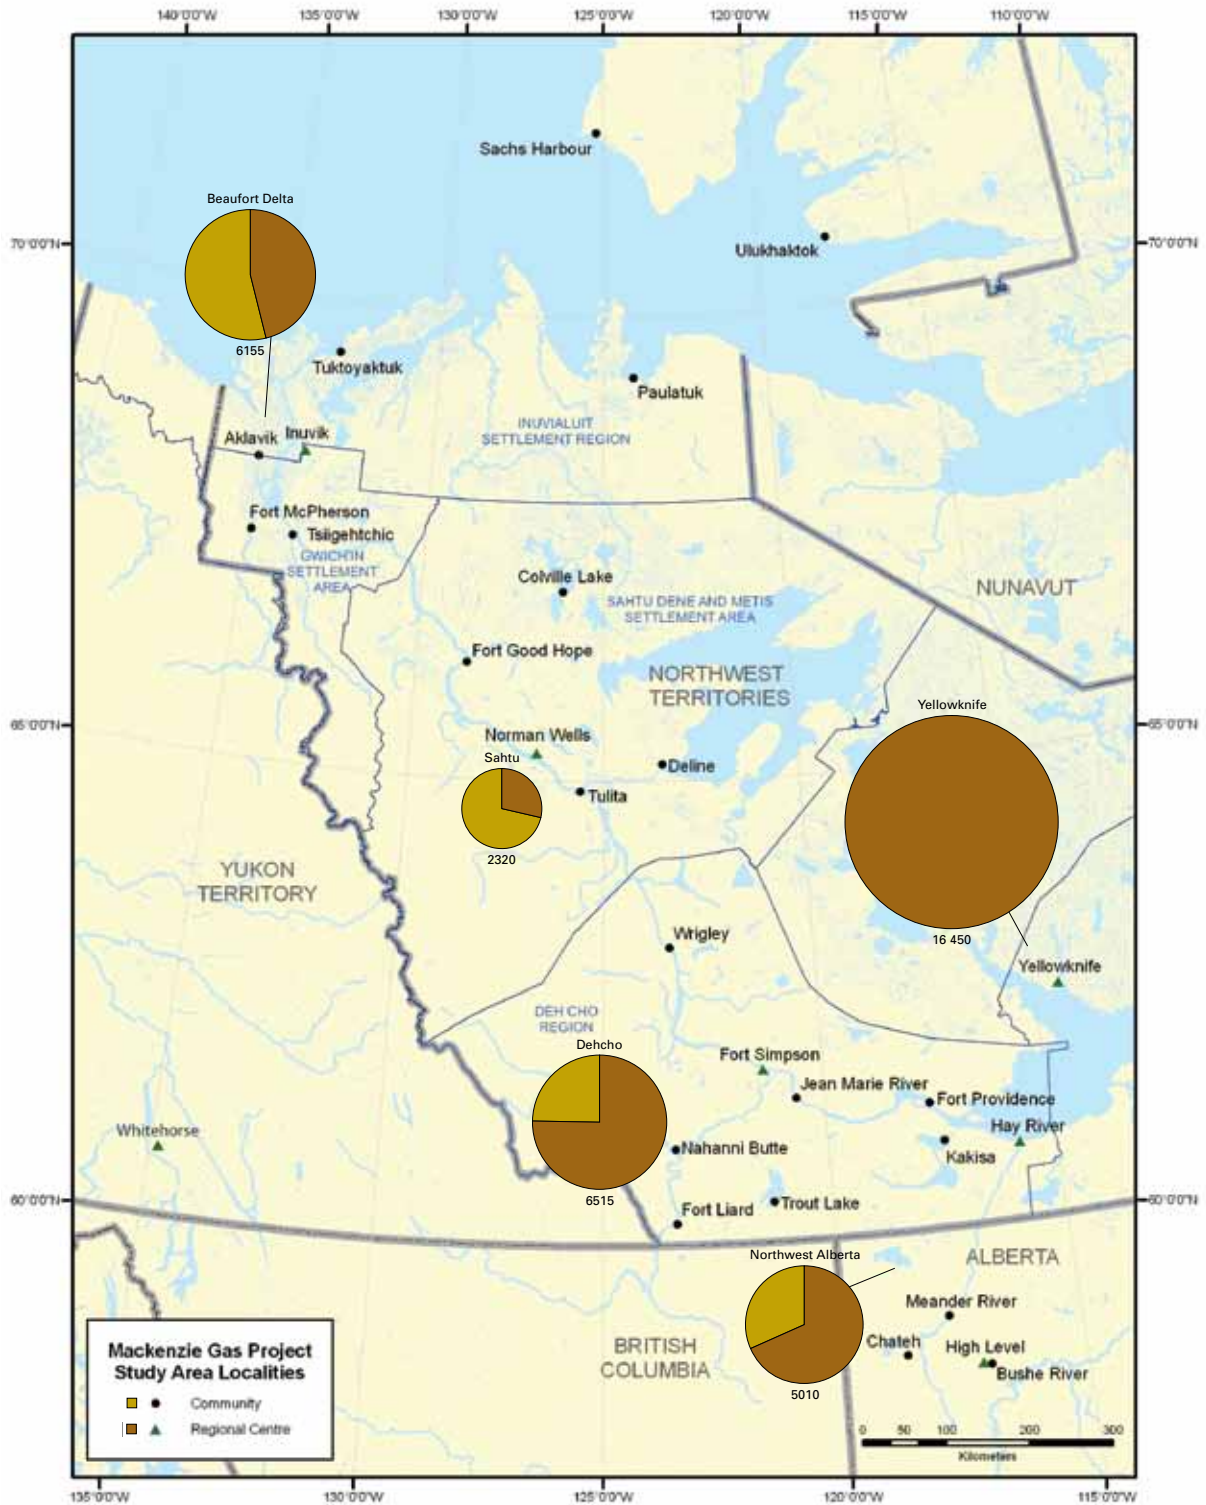 140°0'0"W 135°0'0"W 130°0'0"W 125°0'0"W 120°0'0"W 115°0'0"W 110°0'0"W
Sachs Harbour
Beaufort Delta
70°0'0"N
Ulukhaktok
70°0'0"N
6155
Tuktoyaktuk
Paulatuk
INUVIALUIT
SETTLEMENT REGION
Aklavik
Inuvik
Fort McPherson
Tsiigehtchic
GWICH'IN
SETTLEMENT
AREA
Colville Lake
NUNAVUT
SAHTU DENE AND METIS
SETTLEMENT AREA
Fort Good Hope
NORTHWEST
TERRITORIES
Yellowknife
65°0'0"N
65°0'0"N
Norman Wells
Sahtu
Deline
Tulita
2320
YUKON
TERRITORY
Wrigley
16 450
Yellowknife
DEH CHO
REGION
Dehcho
Fort Simpson
Jean Marie River
Fort Providence
Whitehorse
Hay River
Nahanni Butte
Kakisa
60°0'0"N
6515
60°0'0"N
Fort Liard
Trout Lake
Northwest Alberta
ALBERTA
Meander River
Chateh
High Level
Bushe River
BRITISH
COLUMBIA
5010
Mackenzie Gas Project
Study Area Localities
Community
Regional Centre
0 50 100 200 300
Kilometers
135°0'0"W 130°0'0"W 125°0'0"W 120°0'0"W 115°0'0"W